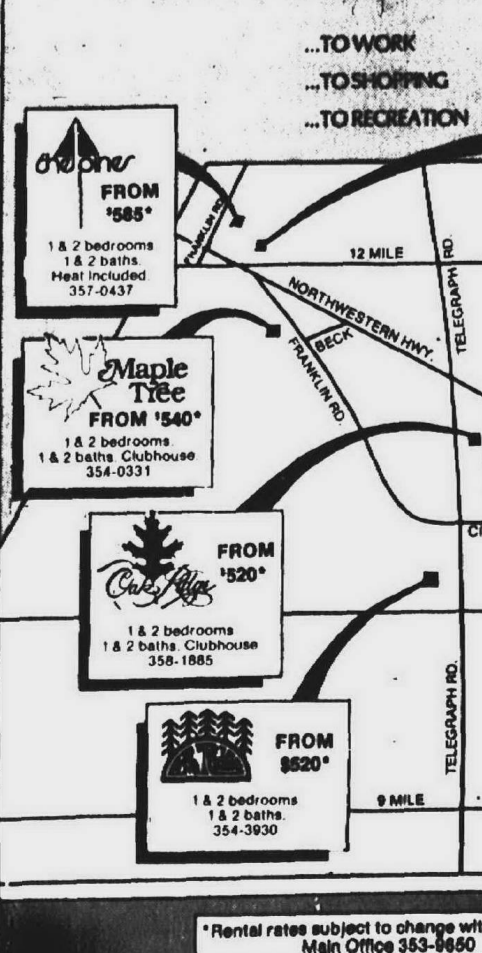 ...TO WORK
...TO SHOPPING
...TO RECREATION
the Pines
FROM
$585*
1 & 2 bedrooms
1 & 2 baths.
Heat Included.
357-0437
FRANKLIN RD.
12 MILE
TELEGRAPH RD.
NORTHWESTERN HWY.
BECK
FRANKLIN RD.
Maple
Tree
FROM $540*
1 & 2 bedrooms.
1 & 2 baths. Clubhouse
354-0331
Oak Ridge
FROM
$520*
1 & 2 bedrooms
1 & 2 baths. Clubhouse
358-1885
FROM
$520*
1 & 2 bedrooms
1 & 2 baths.
354-3930
TELEGRAPH RD.
9 MILE
*Rental rates subject to change
Main Office 353-9650